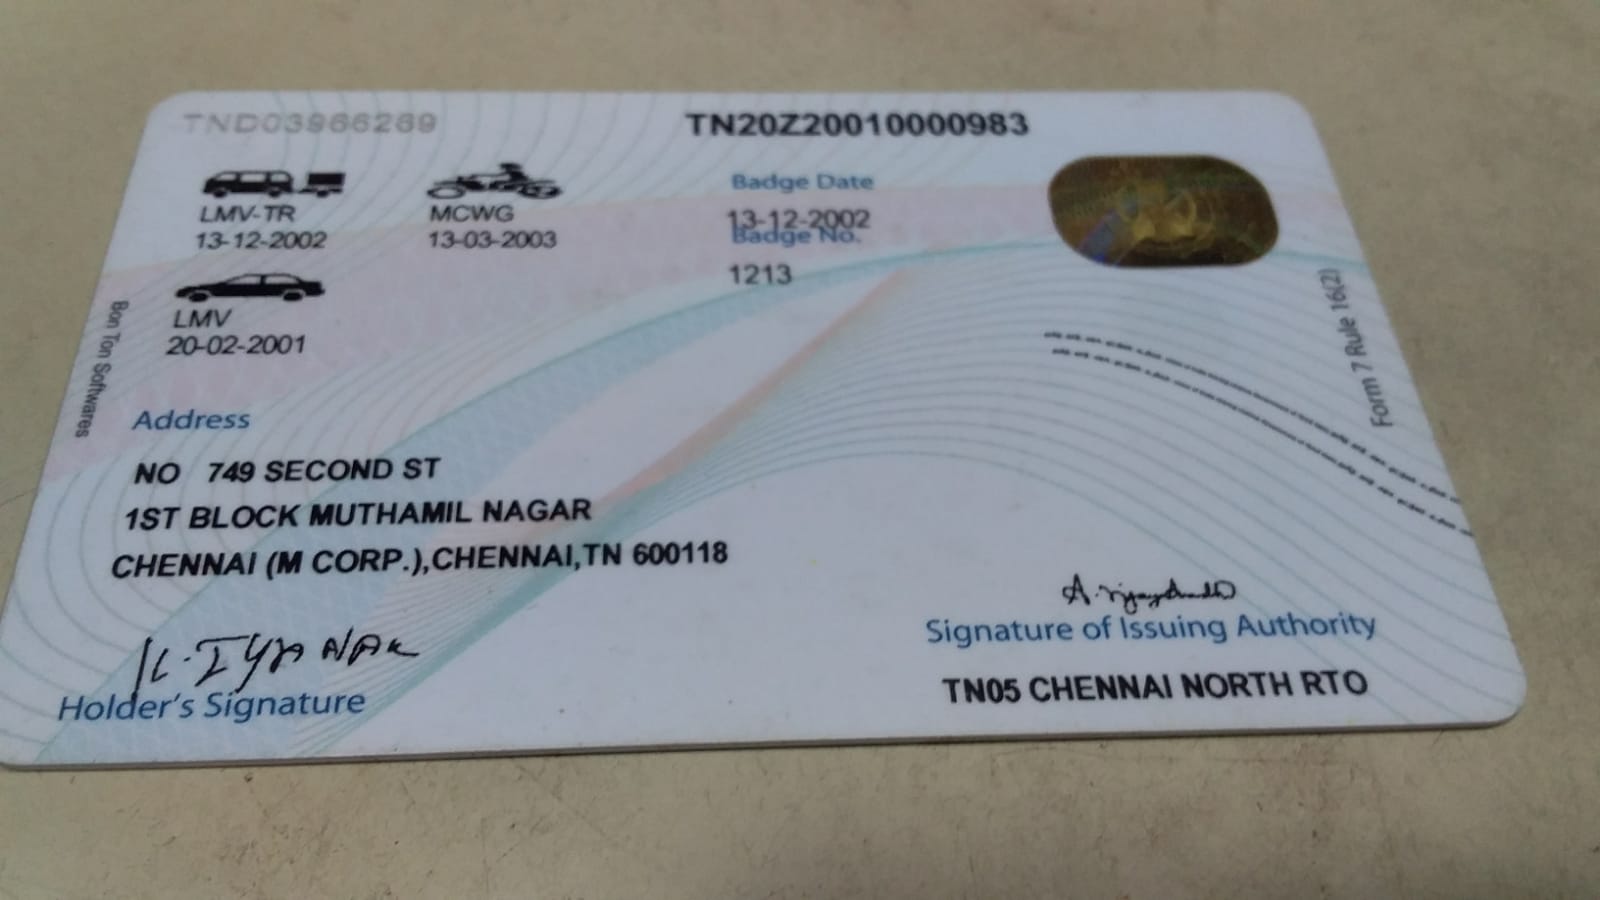 TND03966269
TN20Z20010000983
LMV-TR
13-12-2002
MCWG
13-03-2003
Badge Date
13-12-2002
Badge No.
1213
LMV
20-02-2001
Bon Ton Softwares
Form 7 Rule 16(2)
Address
NO 749 SECOND ST
1ST BLOCK MUTHAMIL NAGAR
CHENNAI (M CORP.),CHENNAI,TN 600118
Holder's Signature
Signature of Issuing Authority
TN05 CHENNAI NORTH RTO